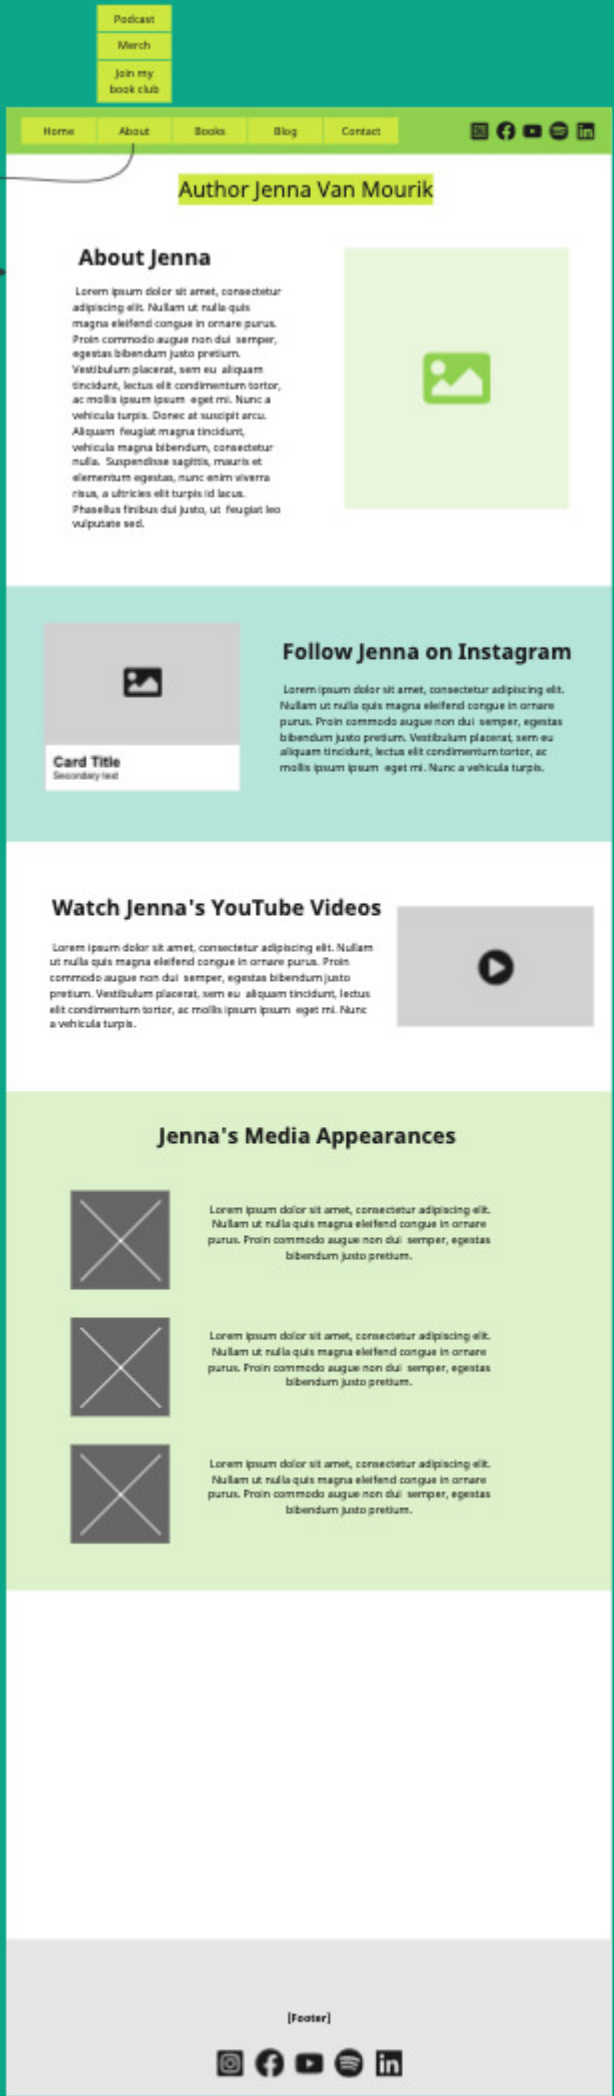 Podcast
Merch
Join my
book club
Home About Books Blog Contact
Author Jenna Van Mourik
About Jenna
Lorem ipsum dolor sit amet, consectetur
adipiscing elit. Nullam ut nulla quis
magna eleifend congue in ornare purus.
Proin commodo augue non dui semper,
egestas bibendum justo pretium.
Vestibulum placerat, sem eu aliquam
tincidunt, lectus elit condimentum tortor,
ac mollis ipsum ipsum eget mi. Nunc a
vehicula turpis. Donec at suscipit arcu.
Aliquam feugiat magna tincidunt,
vehicula magna bibendum, consectetur
nulla. Suspendisse sagittis, mauris et
elementum egestas, nunc enim viverra
risus, a ultricies elit turpis id lacus.
Phasellus finibus dui justo, ut feugiat leo
vulputate sed.
Card Title
Secondary text
Follow Jenna on Instagram
Lorem ipsum dolor sit amet, consectetur adipiscing elit.
Nullam ut nulla quis magna eleifend congue in ornare
purus. Proin commodo augue non dui semper, egestas
bibendum justo pretium. Vestibulum placerat, sem eu
aliquam tincidunt, lectus elit condimentum tortor, ac
mollis ipsum ipsum eget mi. Nunc a vehicula turpis.
Watch Jenna's YouTube Videos
Lorem ipsum dolor sit amet, consectetur adipiscing elit. Nullam
ut nulla quis magna eleifend congue in ornare purus. Proin
commodo augue non dui semper, egestas bibendum justo
pretium. Vestibulum placerat, sem eu aliquam tincidunt, lectus
elit condimentum tortor, ac mollis ipsum ipsum eget mi. Nunc
a vehicula turpis.
Jenna's Media Appearances
Lorem ipsum dolor sit amet, consectetur adipiscing elit.
Nullam ut nulla quis magna eleifend congue in ornare
purus. Proin commodo augue non dui semper, egestas
bibendum justo pretium.
Lorem ipsum dolor sit amet, consectetur adipiscing elit.
Nullam ut nulla quis magna eleifend congue in ornare
purus. Proin commodo augue non dui semper, egestas
bibendum justo pretium.
Lorem ipsum dolor sit amet, consectetur adipiscing elit.
Nullam ut nulla quis magna eleifend congue in ornare
purus. Proin commodo augue non dui semper, egestas
bibendum justo pretium.
[Footer]